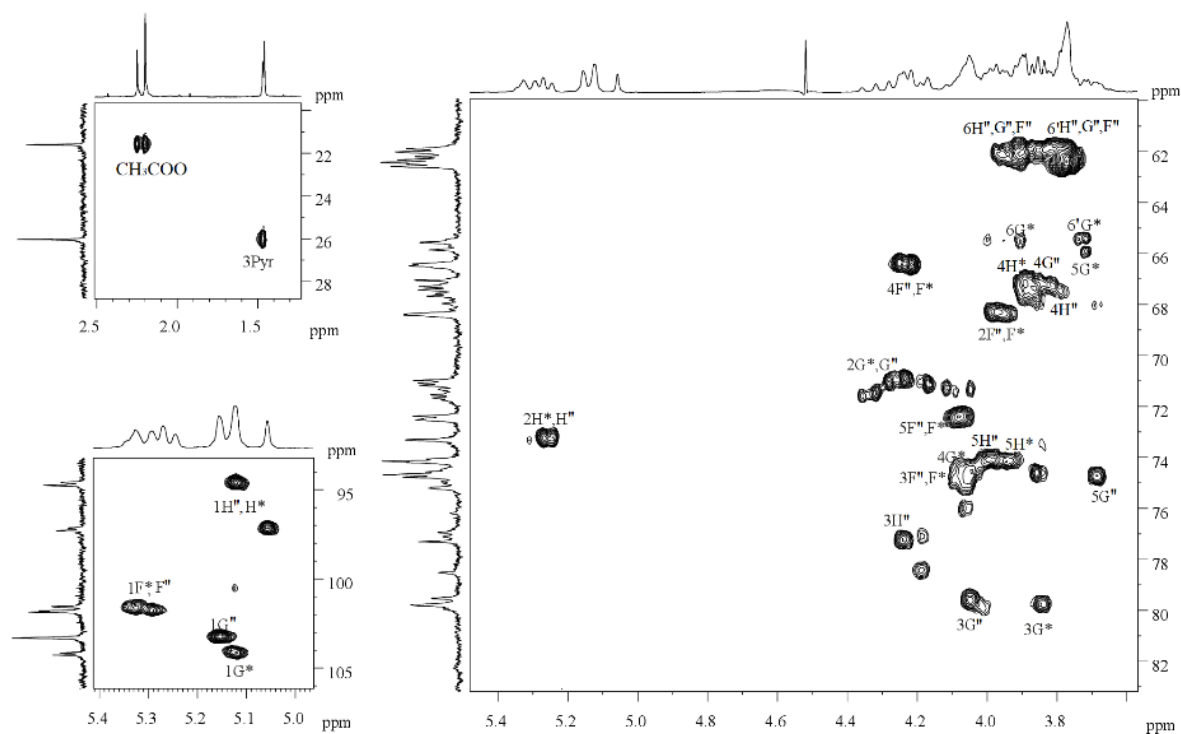 ppm
22
24
26
28
CH₃COO
3Pyr
2.5 2.0 1.5 ppm
ppm
95
100
105
1H", H*
1F*, F"
1G"
1G*
5.4 5.3 5.2 5.1 5.0 ppm
ppm
62
64
66
68
70
72
74
76
78
80
82
6H",G",F" 6'H",G",F"
6G* 6'G*
5G*
4H* 4G"
4F",F*
4H"
2F",F*
2G*,G"
2H*,H"
5F",F*
5H" 5H*
4G*
3F",F*
5G"
3H"
3G" 3G*
5.4 5.2 5.0 4.8 4.6 4.4 4.2 4.0 3.8 ppm